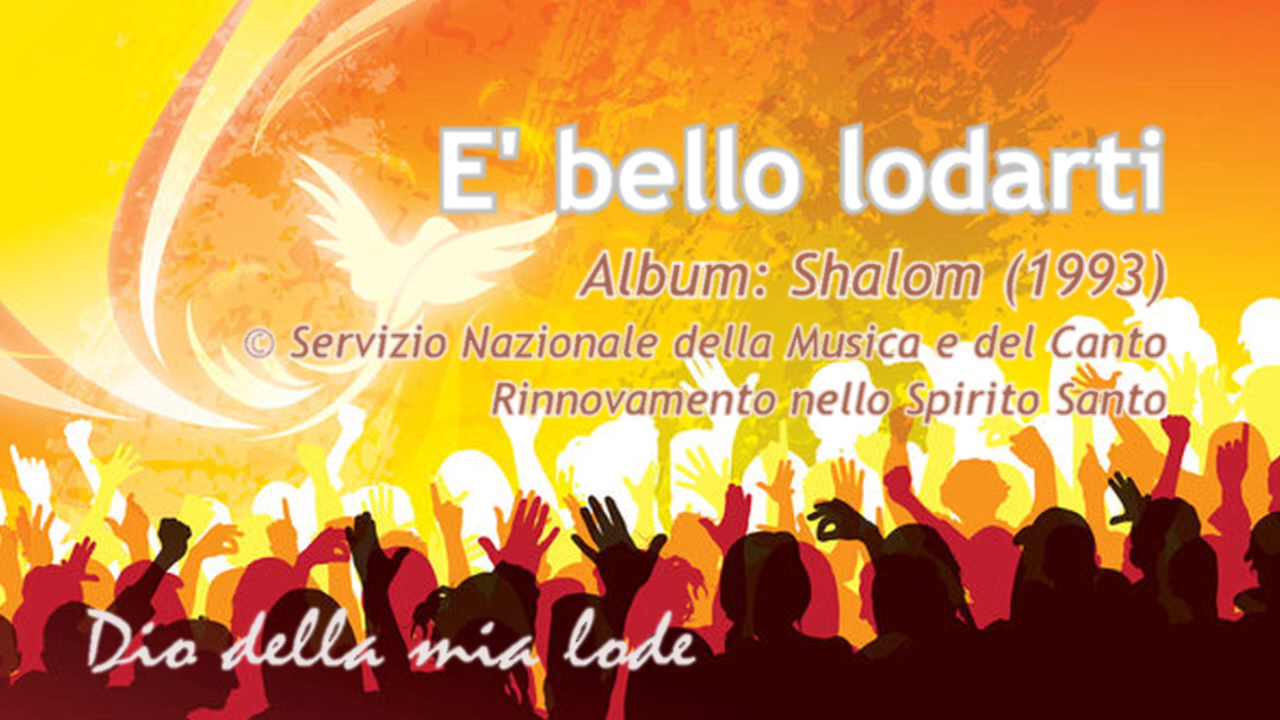 E' bello lodarti
Album: Shalom (1993)
© Servizio Nazionale della Musica e del Canto
Rinnovamento nello Spirito Santo
Dio della mia lode